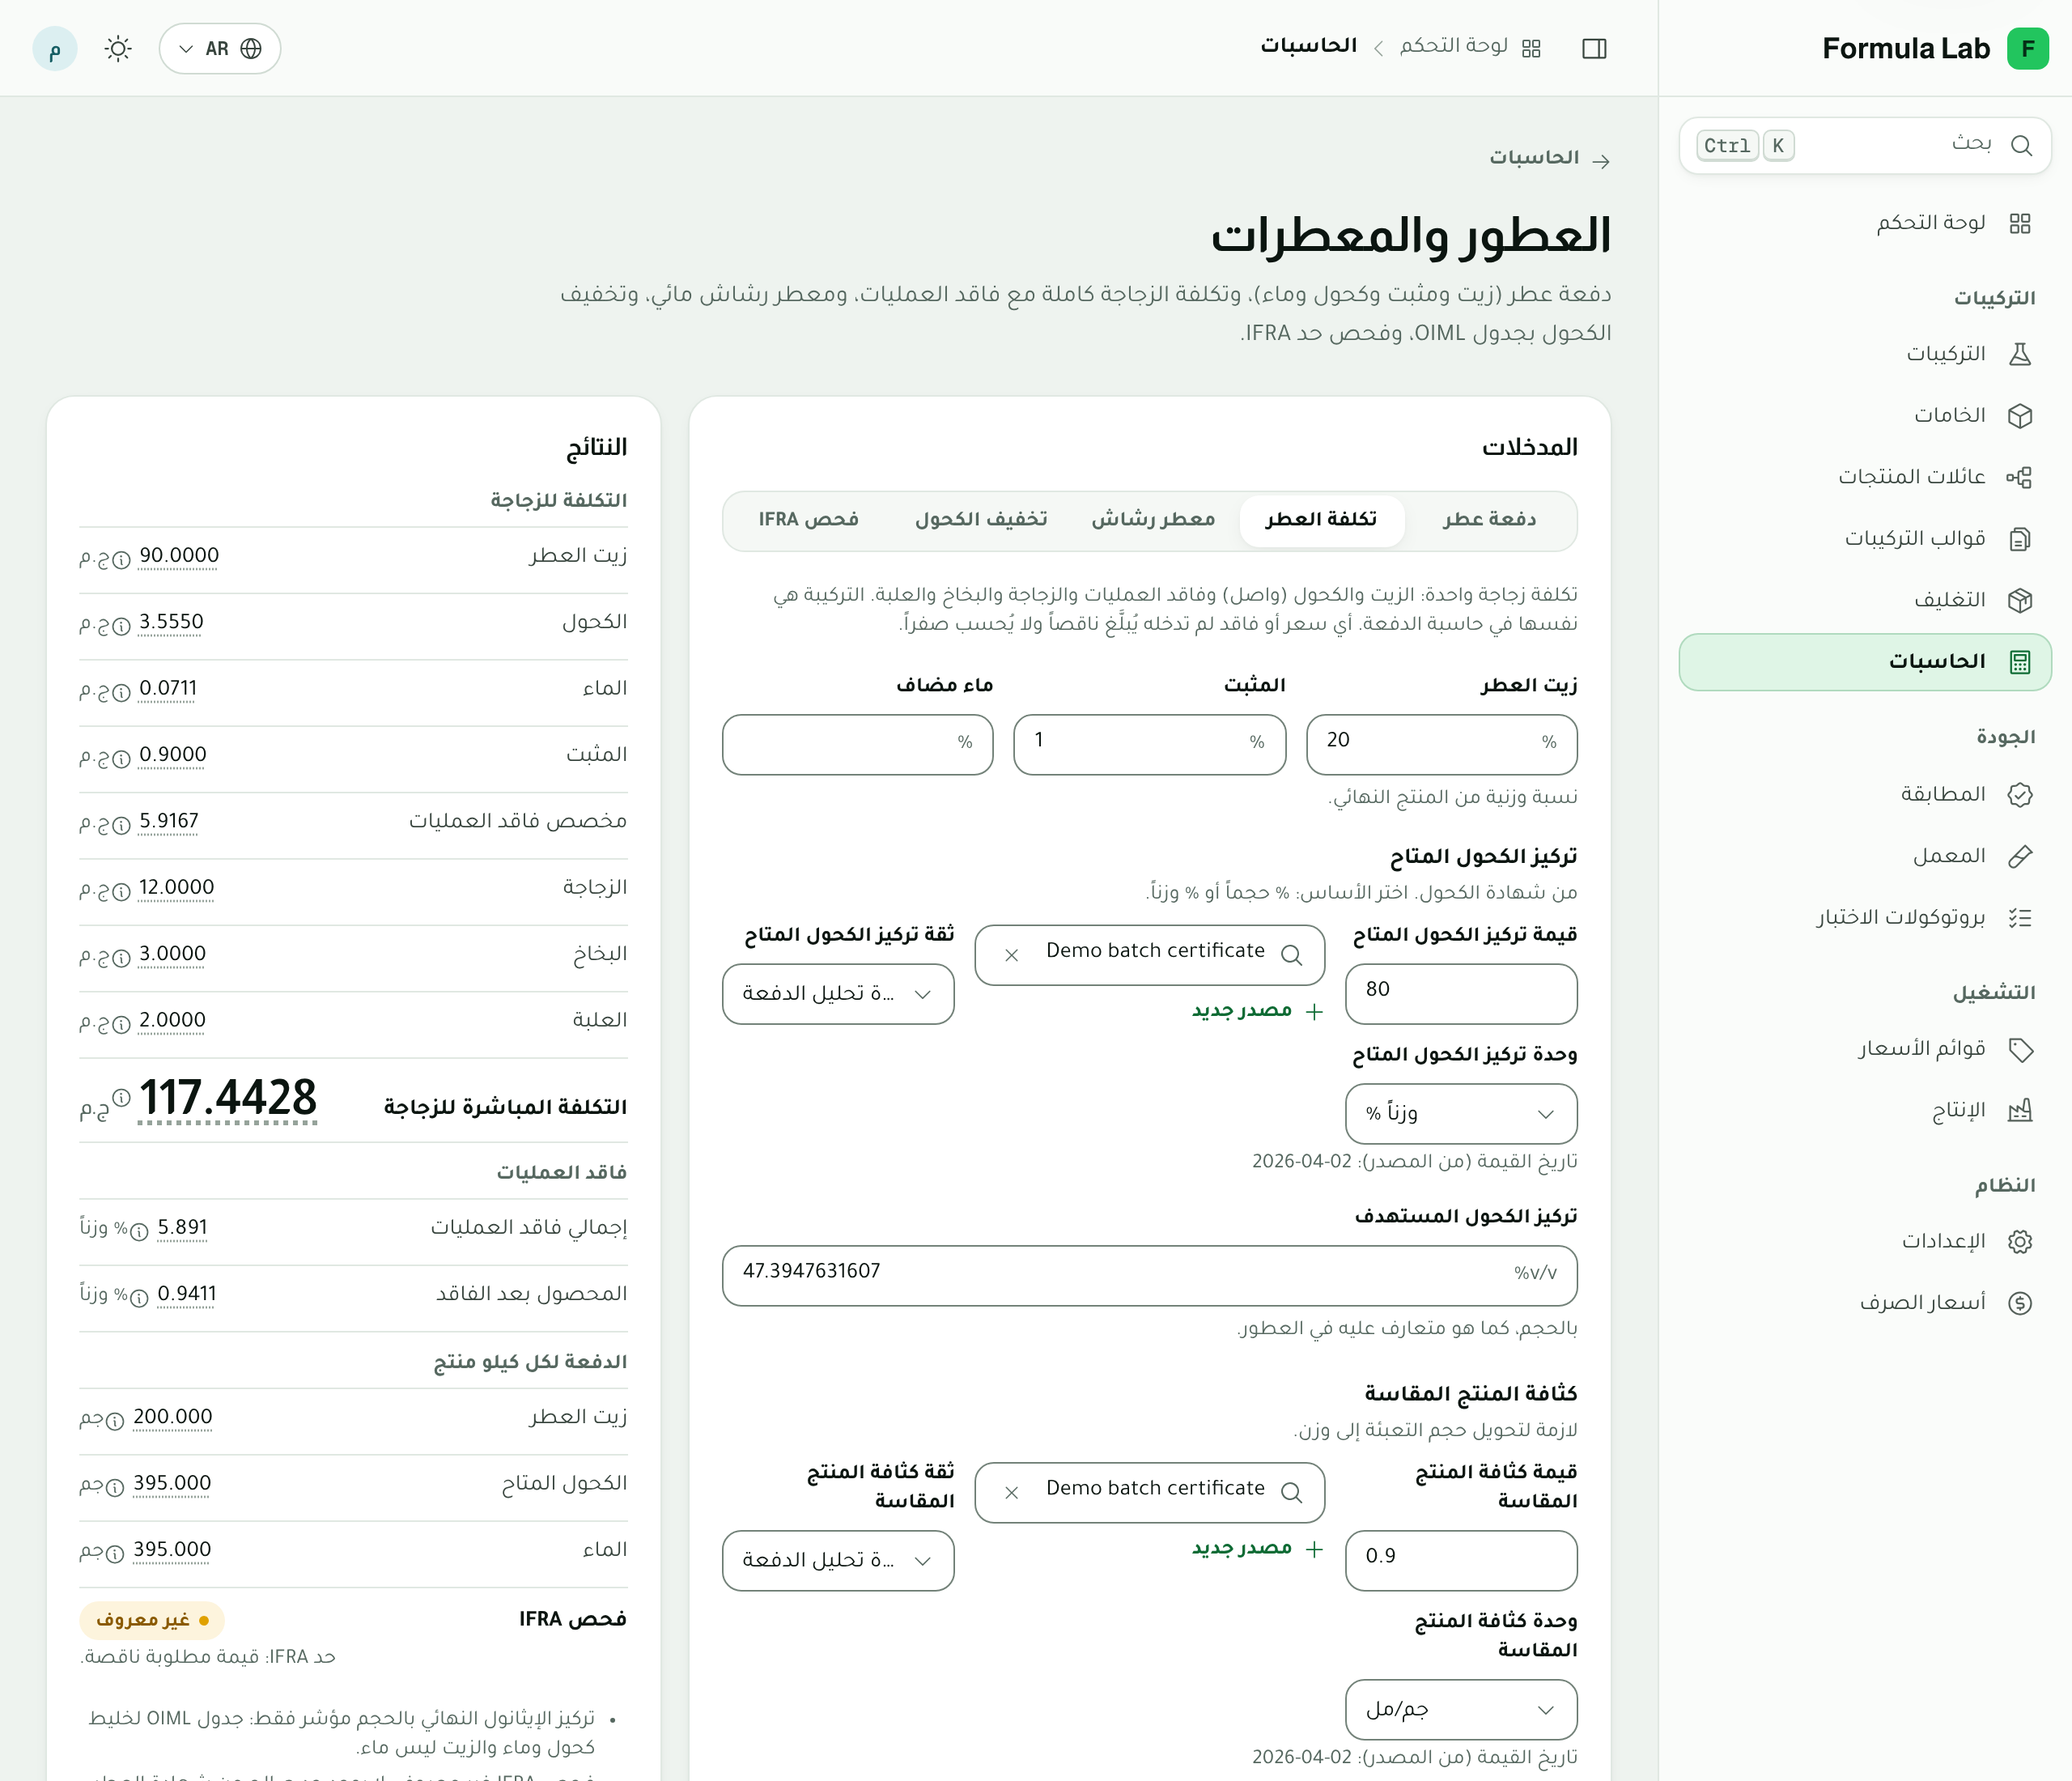 F Formula Lab
بحث
Ctrl K
لوحة التحكم
التركيبات
التركيبات
الخامات
عائلات المنتجات
قوالب التركيبات
التغليف
الحاسبات
الجودة
المطابقة
المعمل
بروتوكولات الاختبار
التشغيل
قوائم الأسعار
الإنتاج
النظام
الإعدادات
أسعار الصرف
لوحة التحكم
الحاسبات
AR
م
الحاسبات
العطور والمعطرات
دفعة عطر (زيت ومثبت وكحول وماء)، وتكلفة الزجاجة كاملة مع فاقد العمليات، ومعطر رشاش مائي، وتخفيف
الكحول بجدول OIML، وفحص حد IFRA.
المدخلات
دفعة عطر
تكلفة العطر
معطر رشاش
تخفيف الكحول
فحص IFRA
تكلفة زجاجة واحدة: الزيت والكحول (واصل) وفاقد العمليات والزجاجة والبخاخ والعلبة. التركيبة هي
نفسها في حاسبة الدفعة. أي سعر أو فاقد لم تدخله يُبلَّغ ناقصاً ولا يُحسب صفراً.
زيت العطر
20 %
نسبة وزنية من المنتج النهائي.
المثبت
1 %
ماء مضاف
%
تركيز الكحول المتاح
من شهادة الكحول. اختر الأساس: % حجماً أو % وزناً.
قيمة تركيز الكحول المتاح
80
Demo batch certificate
مصدر جديد
ثقة تركيز الكحول المتاح
...ة تحليل الدفعة
وحدة تركيز الكحول المتاح
% وزناً
تاريخ القيمة (من المصدر): 2026-04-02
تركيز الكحول المستهدف
47.3947631607 %v/v
بالحجم، كما هو متعارف عليه في العطور.
كثافة المنتج المقاسة
لازمة لتحويل حجم التعبئة إلى وزن.
قيمة كثافة المنتج
المقاسة
0.9
Demo batch certificate
مصدر جديد
ثقة كثافة المنتج
المقاسة
...ة تحليل الدفعة
وحدة كثافة المنتج
المقاسة
جم/مل
تاريخ القيمة (من المصدر): 2026-04-02
النتائج
التكلفة للزجاجة
زيت العطر 90.0000 ج.م
الكحول 3.5550 ج.م
الماء 0.0711 ج.م
المثبت 0.9000 ج.م
مخصص فاقد العمليات 5.9167 ج.م
الزجاجة 12.0000 ج.م
البخاخ 3.0000 ج.م
العلبة 2.0000 ج.م
التكلفة المباشرة للزجاجة 117.4428 ج.م
فاقد العمليات
إجمالي فاقد العمليات 5.891 % وزناً
المحصول بعد الفاقد 0.9411 % وزناً
الدفعة لكل كيلو منتج
زيت العطر 200.000 جم
الكحول المتاح 395.000 جم
الماء 395.000 جم
فحص IFRA غير معروف
حد IFRA: قيمة مطلوبة ناقصة.
• تركيز الإيثانول النهائي بالحجم مؤشر فقط: جدول OIML لخليط
كحول وماء والزيت ليس ماء.